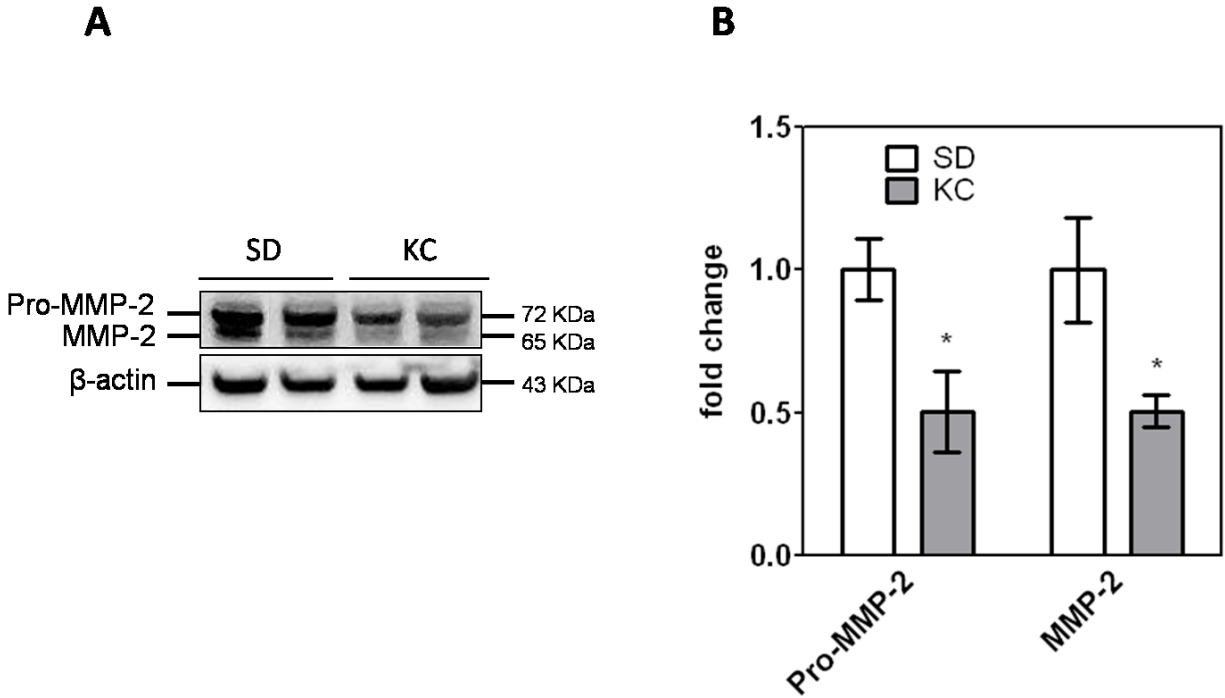 A
SD KC
Pro-MMP-2
MMP-2
β-actin
72 KDa
65 KDa
43 KDa
B
SD
KC
fold change
1.5
1.0
0.5
0.0
*
*
Pro-MMP-2
MMP-2